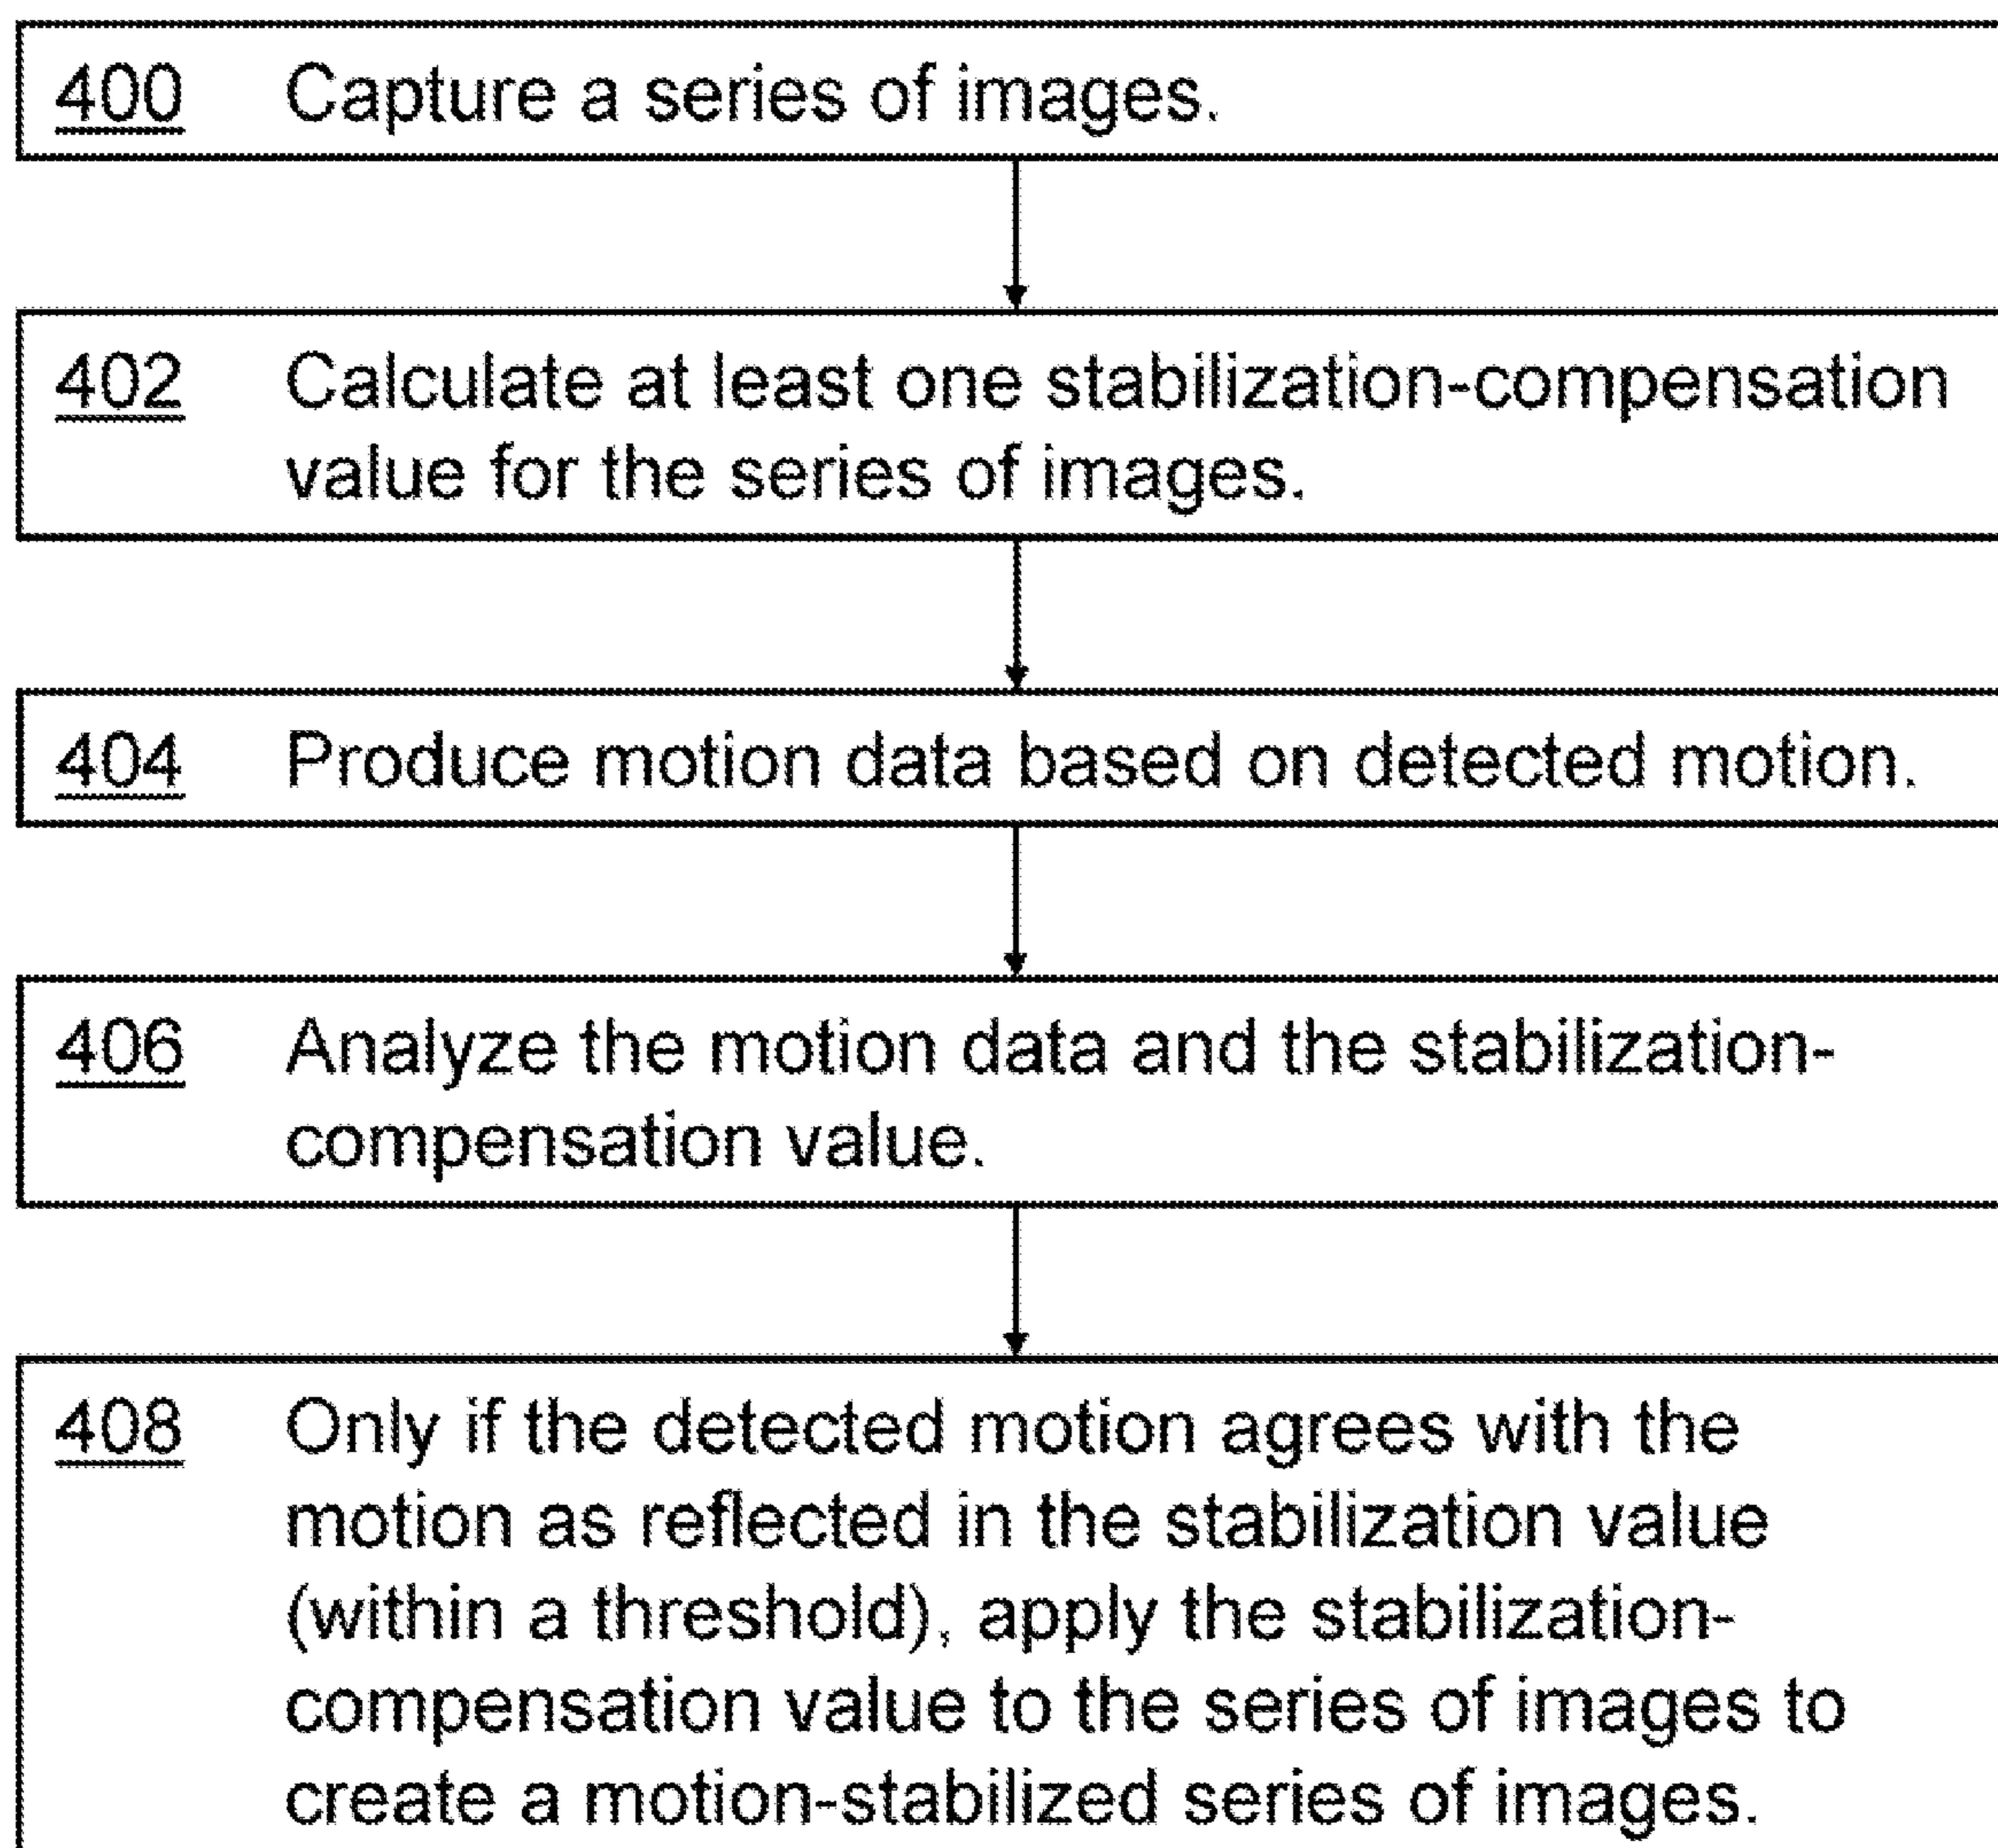 400 Capture a series of images.
402 Calculate at least one stabilization-compensation
value for the series of images.
404 Produce motion data based on detected motion.
406 Analyze the motion data and the stabilization-
compensation value.
408 Only if the detected motion agrees with the
motion as reflected in the stabilization value
(within a threshold), apply the stabilization-
compensation value to the series of images to
create a motion-stabilized series of images.